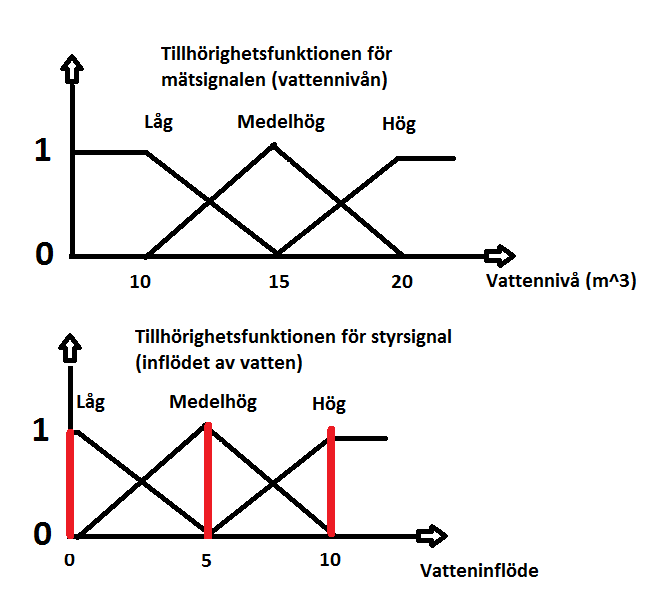 Tillhörighetsfunktionen för
mätsignalen (vattennivån)
Låg Medelhög Hög
1
0
10 15 20
Vattennivå (m^3)
Tillhörighetsfunktionen för styrsignal
(inflödet av vatten)
Låg Medelhög Hög
1
0
0 5 10
Vatteninflöde